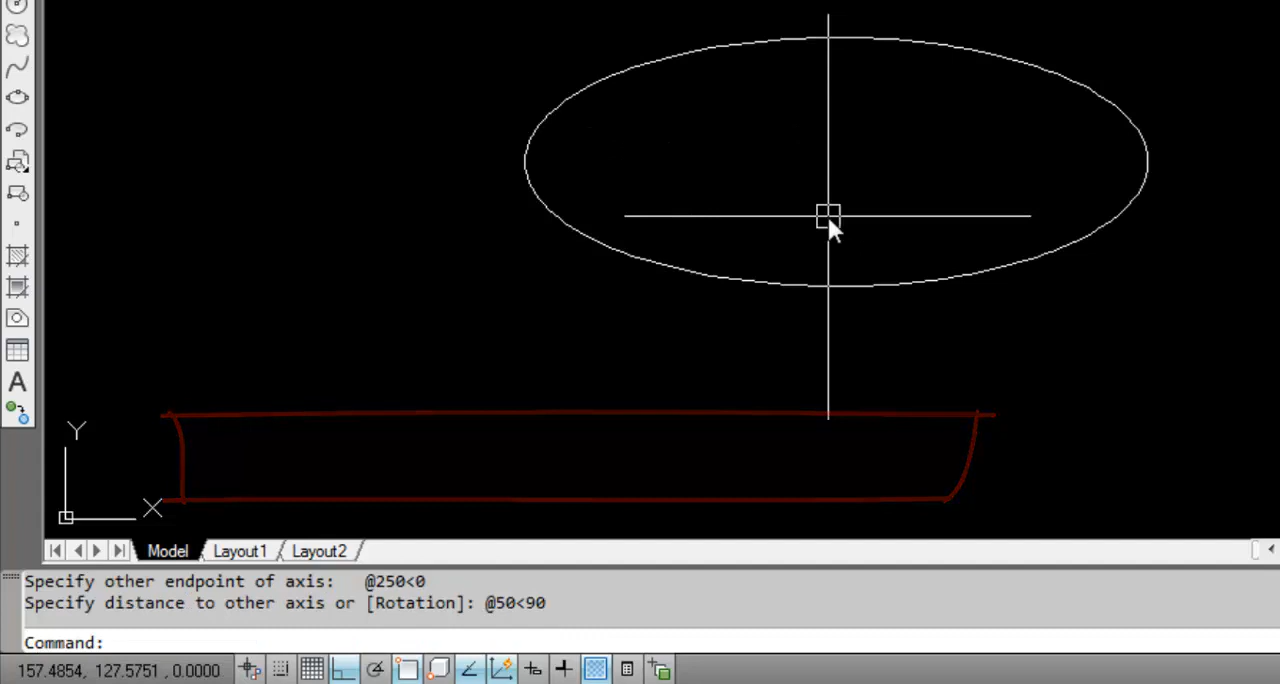 A
Y
X
Model Layout1 Layout2
Specify other endpoint of axis: @250<0
Specify distance to other axis or [Rotation]: @50<90
Command:
157.4854, 127.5751 , 0.0000